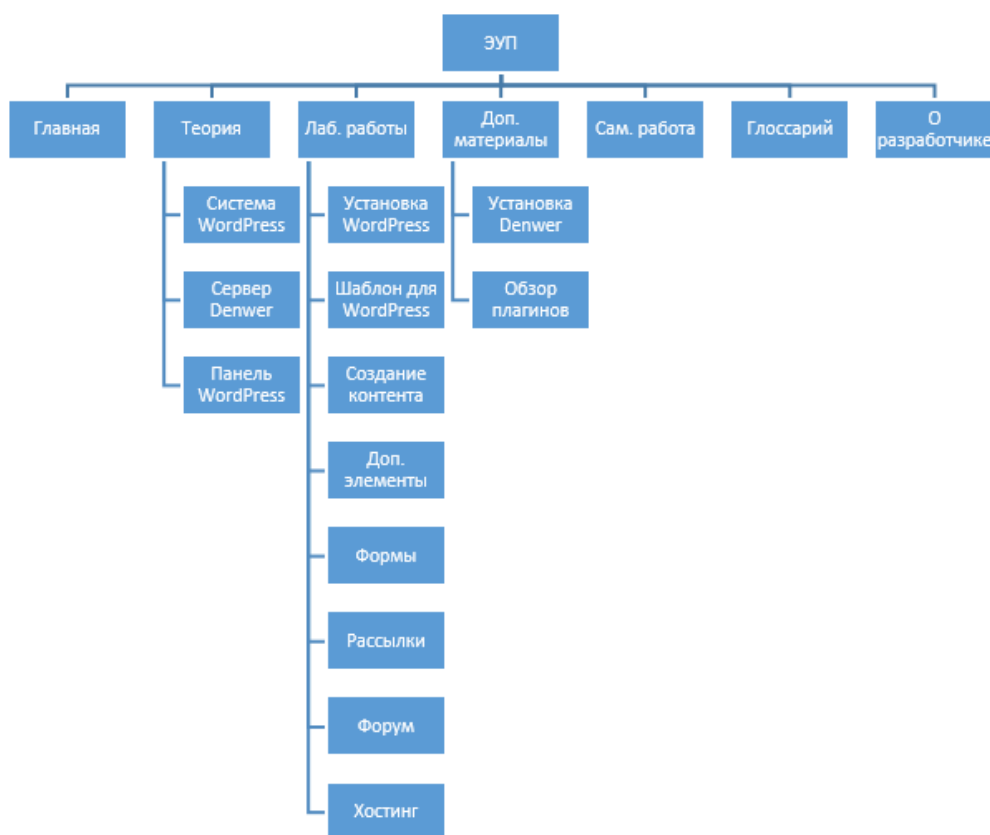 ЭУП
Главная
Теория
Лаб. работы
Доп.
материалы
Сам. работа
Глоссарий
О
разработчике
Система
WordPress
Установка
WordPress
Установка
Denwer
Сервер
Denwer
Шаблон для
WordPress
Обзор
плагинов
Панель
WordPress
Создание
контента
Доп.
элементы
Формы
Рассылки
Форум
Хостинг